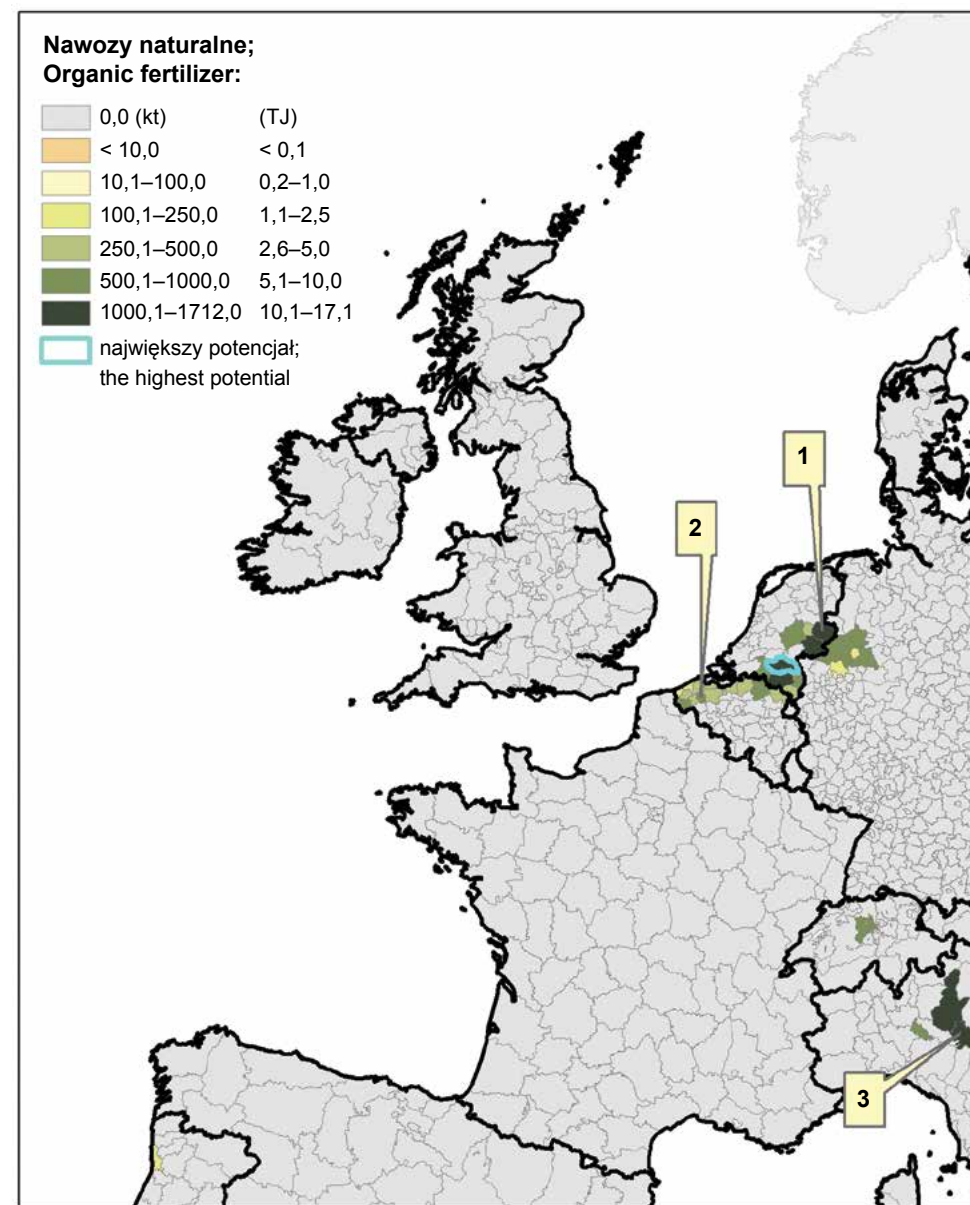 Nawozy naturalne;
Organic fertilizer:
0,0 (kt) (TJ)
< 10,0 < 0,1
10,1–100,0 0,2–1,0
100,1–250,0 1,1–2,5
250,1–500,0 2,6–5,0
500,1–1000,0 5,1–10,0
1000,1–1712,0 10,1–17,1
największy potencjał;
the highest potential
1
2
3